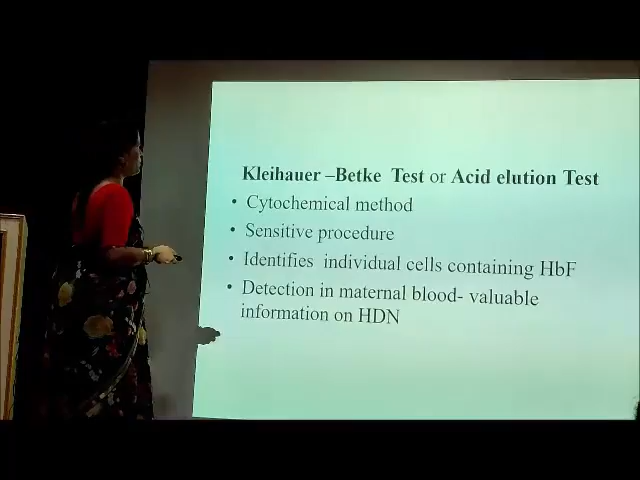 Kleihauer –Betke Test or Acid elution Test
• Cytochemical method
• Sensitive procedure
• Identifies individual cells containing HbF
• Detection in maternal blood- valuable
information on HDN